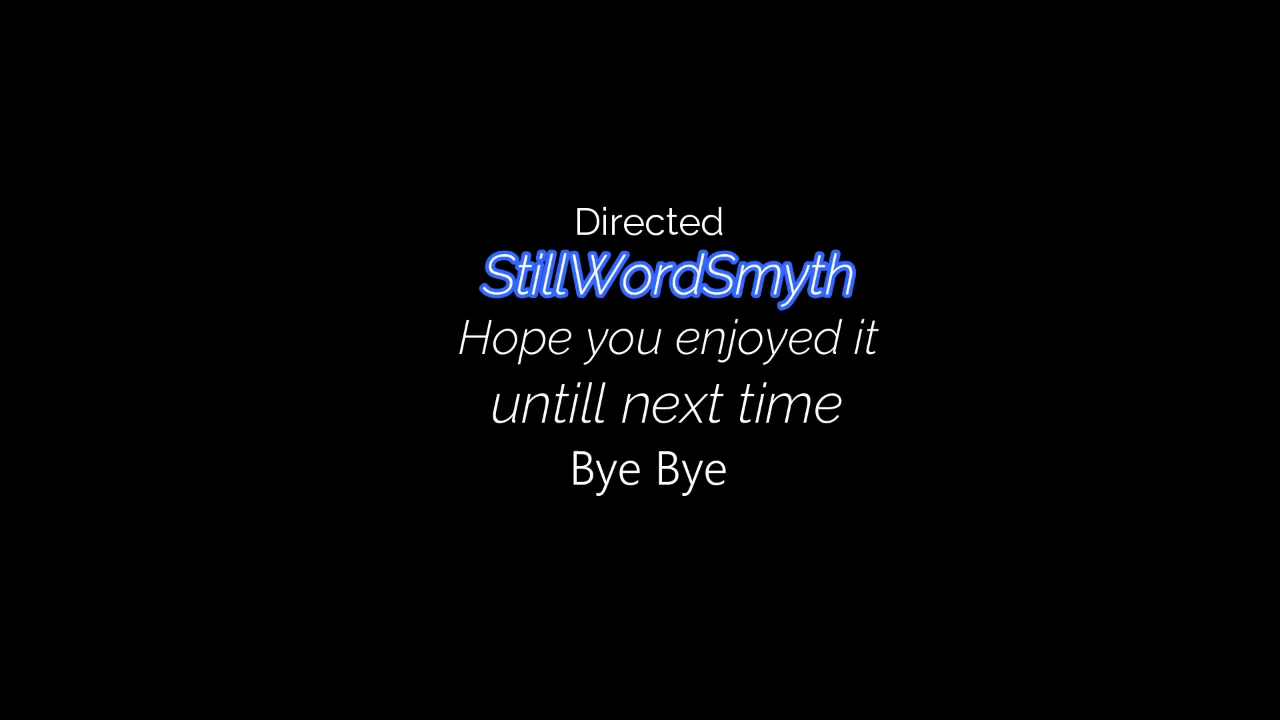 Directed
StillWordSmyth
Hope you enjoyed it
untill next time
Bye Bye